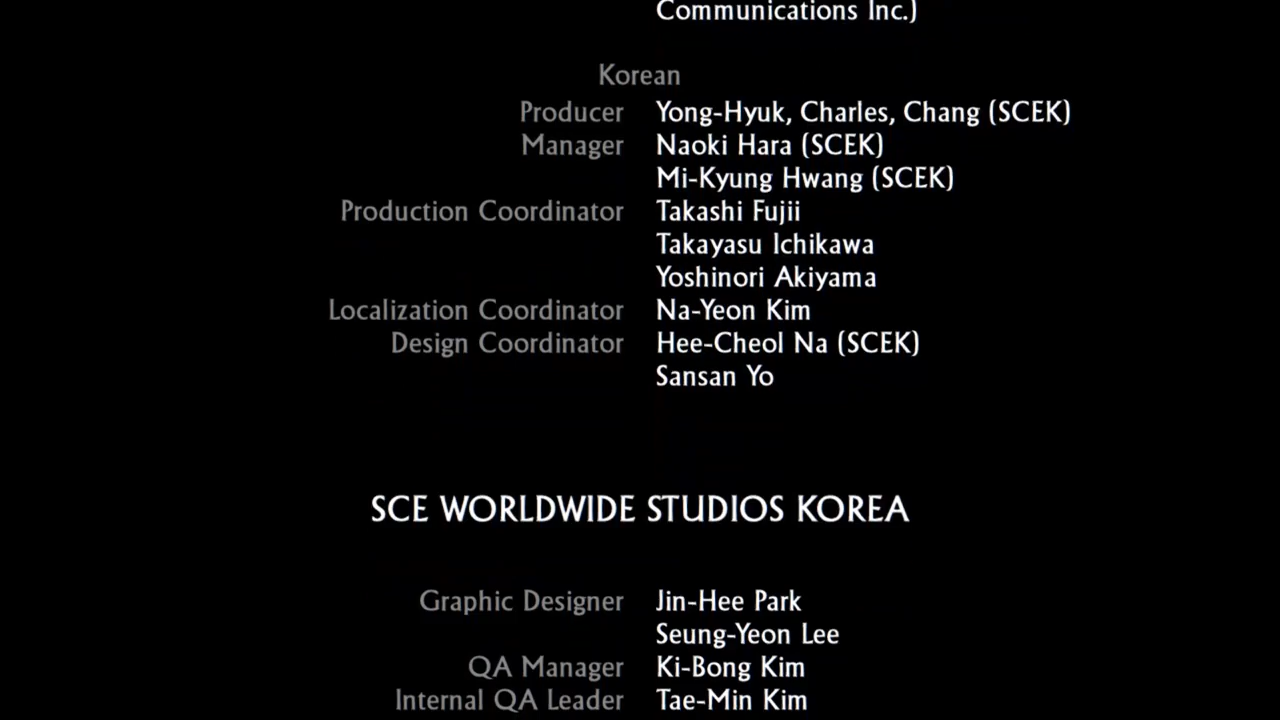 Communications Inc.)
Korean
Producer Yong-Hyuk, Charles, Chang (SCEK)
Manager Naoki Hara (SCEK)
Mi-Kyung Hwang (SCEK)
Production Coordinator Takashi Fujii
Takayasu Ichikawa
Yoshinori Akiyama
Localization Coordinator Na-Yeon Kim
Design Coordinator Hee-Cheol Na (SCEK)
Sansan Yo
SCE WORLDWIDE STUDIOS KOREA
Graphic Designer Jin-Hee Park
Seung-Yeon Lee
QA Manager Ki-Bong Kim
Internal QA Leader Tae-Min Kim